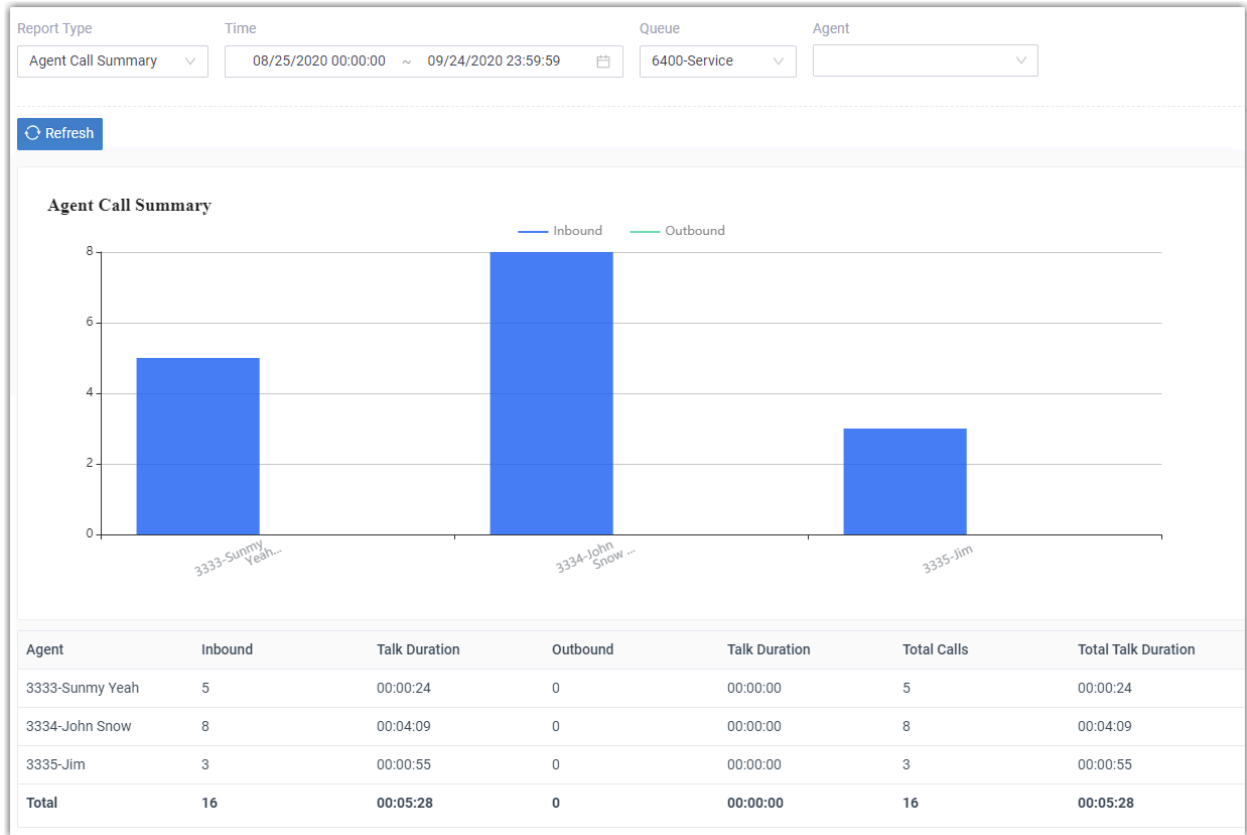 Report Type Time Queue Agent
Agent Call Summary 08/25/2020 00:00:00 ~ 09/24/2020 23:59:59 6400-Service
Refresh
Agent Call Summary
Inbound Outbound
8
6
4
2
0
3333-Sunmy
Yeah...
3334-John
Snow ...
3335-Jim
Agent Inbound Talk Duration Outbound Talk Duration Total Calls Total Talk Duration
3333-Sunmy Yeah 5 00:00:24 0 00:00:00 5 00:00:24
3334-John Snow 8 00:04:09 0 00:00:00 8 00:04:09
3335-Jim 3 00:00:55 0 00:00:00 3 00:00:55
Total 16 00:05:28 0 00:00:00 16 00:05:28